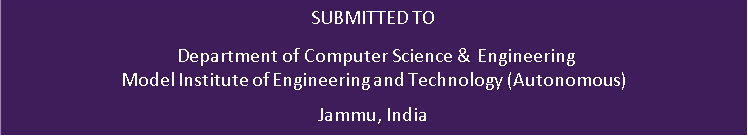 SUBMITTED TO
Department of Computer Science & Engineering
Model Institute of Engineering and Technology (Autonomous)
Jammu, India